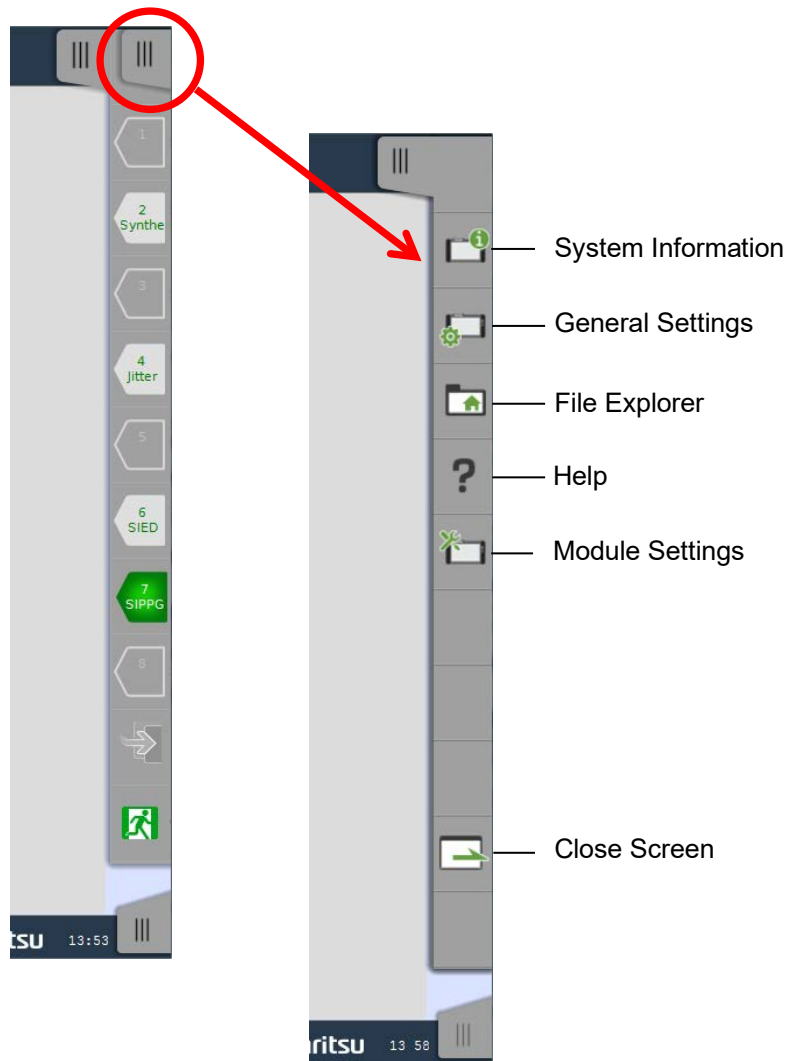 1
2
Synthe
3
4
Jitter
5
6
SIED
7
SIPPG
8
tsu 13:53
System Information
General Settings
File Explorer
?
Help
Module Settings
Close Screen
ritsu 13 58